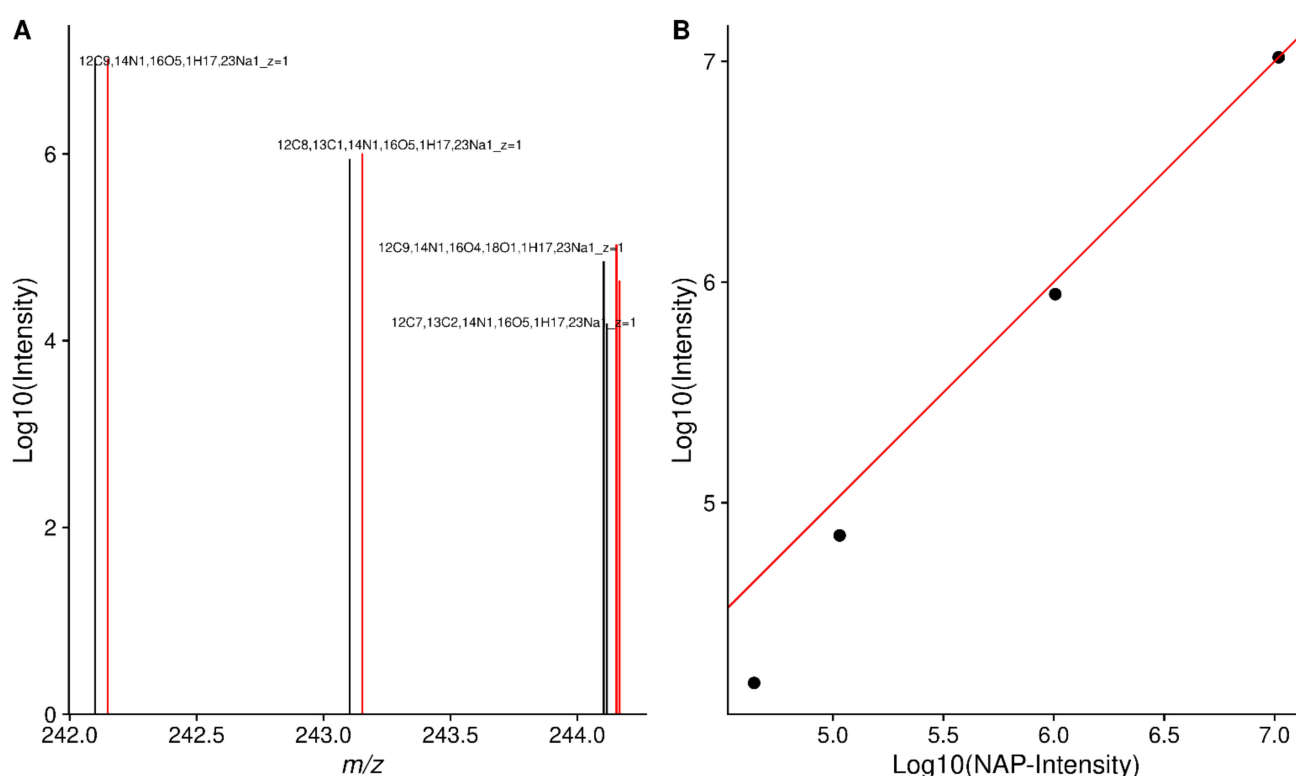 A
12C9,14N1,16O5,1H17,23Na1_z=1
12C8,13C1,14N1,16O5,1H17,23Na1_z=1
12C9,14N1,16O4,18O1,1H17,23Na1_z=1
12C7,13C2,14N1,16O5,1H17,23Na1_z=1
6
4
2
0
Log10(Intensity)
242.0 242.5 243.0 243.5 244.0
m/z
B
7
6
5
Log10(Intensity)
5.0 5.5 6.0 6.5 7.0
Log10(NAP-Intensity)